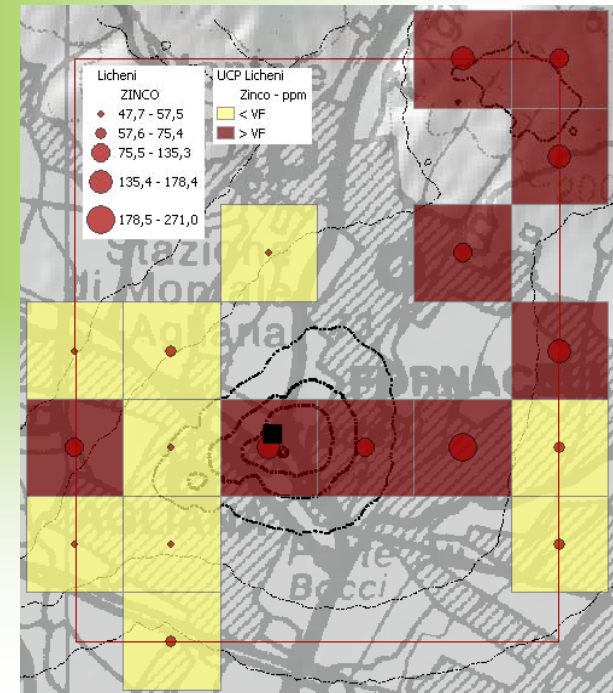 Licheni
ZINCO
47,7 - 57,5
57,6 - 75,4
75,5 - 135,3
135,4 - 178,4
178,5 - 271,0
UCP Licheni
Zinco - ppm
< VF
> VF
Stazione
di Montale
Agliana
FORNAC
Bocci